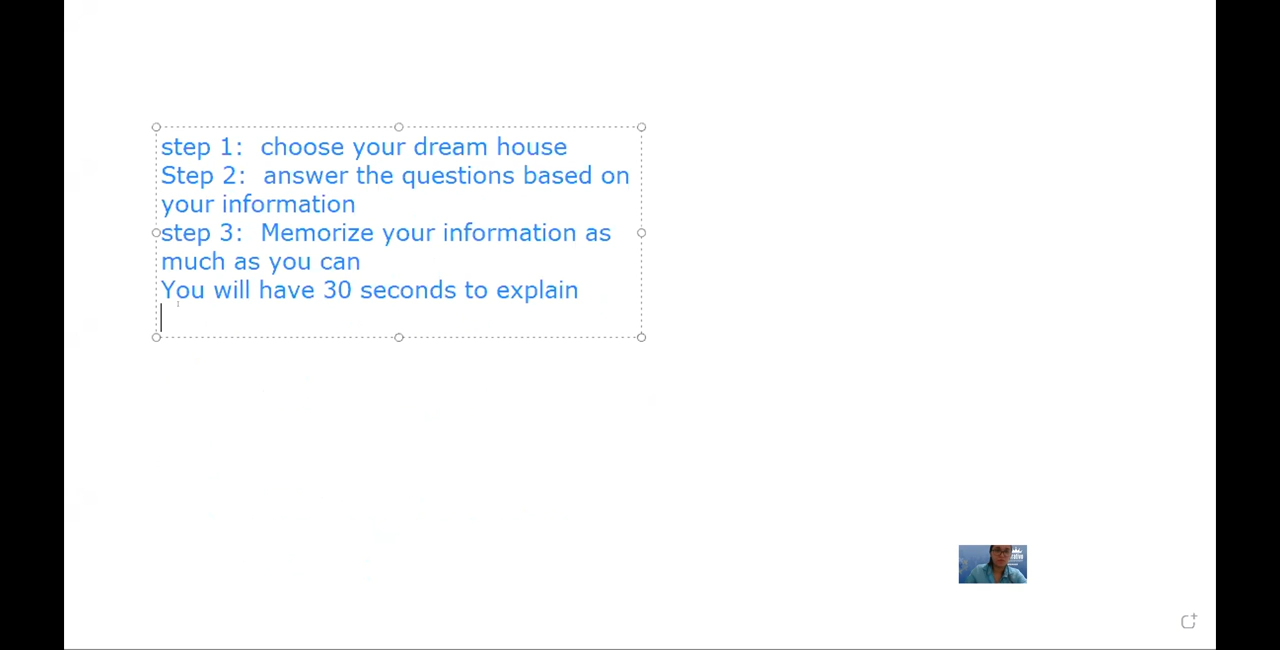 step 1:  choose your dream house
Step 2:  answer the questions based on
your information
step 3:  Memorize your information as
much as you can
You will have 30 seconds to explain